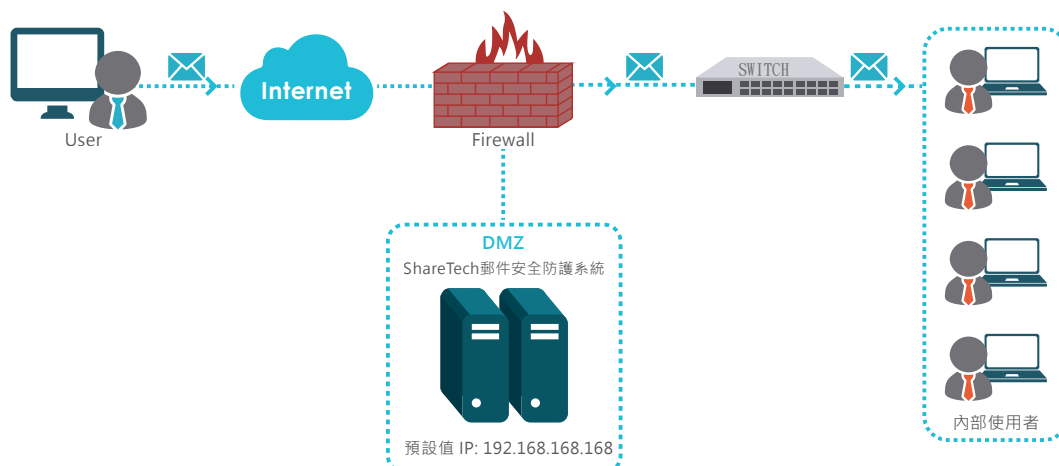 User
Internet
Firewall
SWITCH
DMZ
ShareTech郵件安全防護系統
預設值 IP: 192.168.168.168
內部使用者